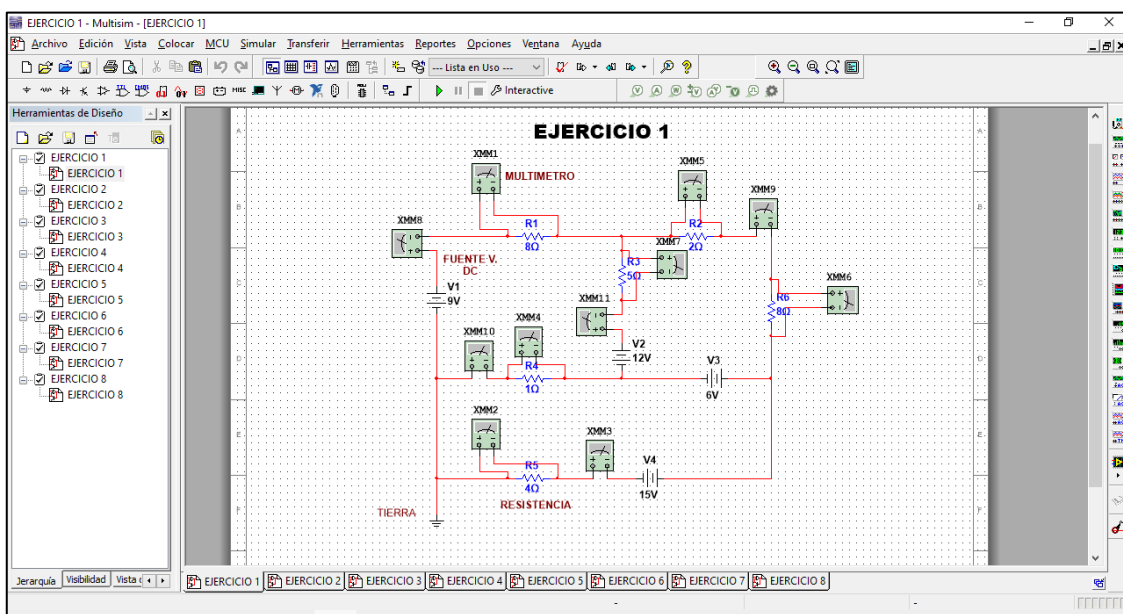 EJERCICIO 1 - Multisim - [EJERCICIO 1]
Archivo Edición Vista Colocar MCU Simular Transferir Herramientas Reportes Opciones Ventana Ayuda
--- Lista en Uso ---
Interactive
Herramientas de Diseño
EJERCICIO 1
EJERCICIO 1
EJERCICIO 2
EJERCICIO 2
EJERCICIO 3
EJERCICIO 3
EJERCICIO 4
EJERCICIO 4
EJERCICIO 5
EJERCICIO 5
EJERCICIO 6
EJERCICIO 6
EJERCICIO 7
EJERCICIO 7
EJERCICIO 8
EJERCICIO 8
Jerarquía Visibilidad Vista
EJERCICIO 1
XMM1
MULTIMETRO
XMM5
XMM9
XMM8
R1
8Ω
R2
2Ω
FUENTE V.
DC
XMM7
R3
5Ω
XMM6
V1
9V
XMM11
R6
8Ω
XMM10
XMM4
V2
12V
R4
1Ω
V3
6V
XMM2
XMM3
R5
4Ω
V4
15V
RESISTENCIA
TIERRA
EJERCICIO 1 EJERCICIO 2 EJERCICIO 3 EJERCICIO 4 EJERCICIO 5 EJERCICIO 6 EJERCICIO 7 EJERCICIO 8